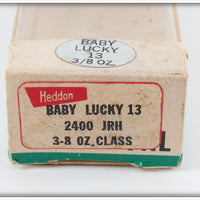 BABY
LUCKY
13
3/8 OZ.
Heddon
BABY LUCKY 13
2400 JRH
3-8 OZ. CLASS